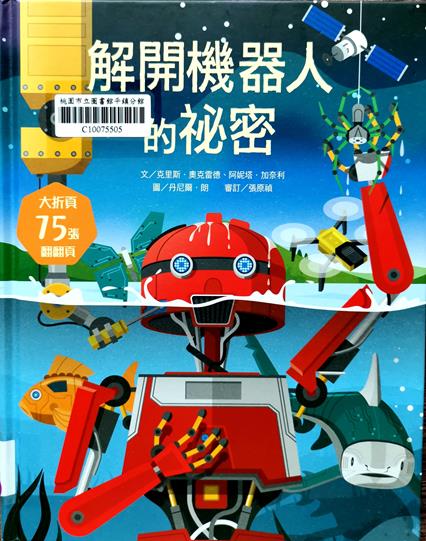 解開機器人
桃園市立圖書館平鎮分館
C10075505
的祕密
文／克里斯・奧克雷德、阿妮塔・加奈利
圖／丹尼爾・朗 審訂／張原禎
大折頁
75張
翻翻頁